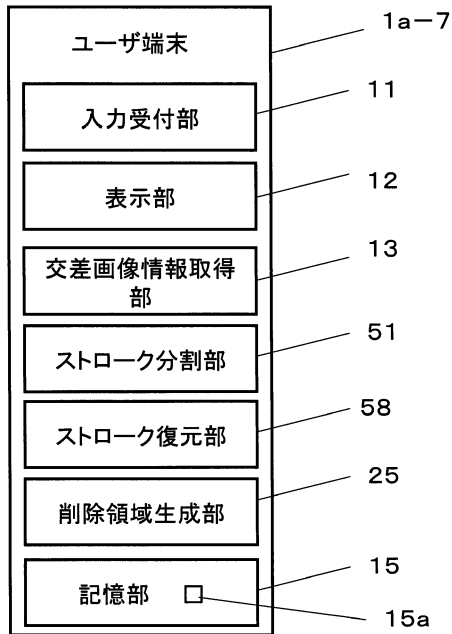 ユーザ端末
1a-7
入力受付部
11
表示部
12
交差画像情報取得
部
13
ストローク分割部
51
ストローク復元部
58
削除領域生成部
25
記憶部
15
15a